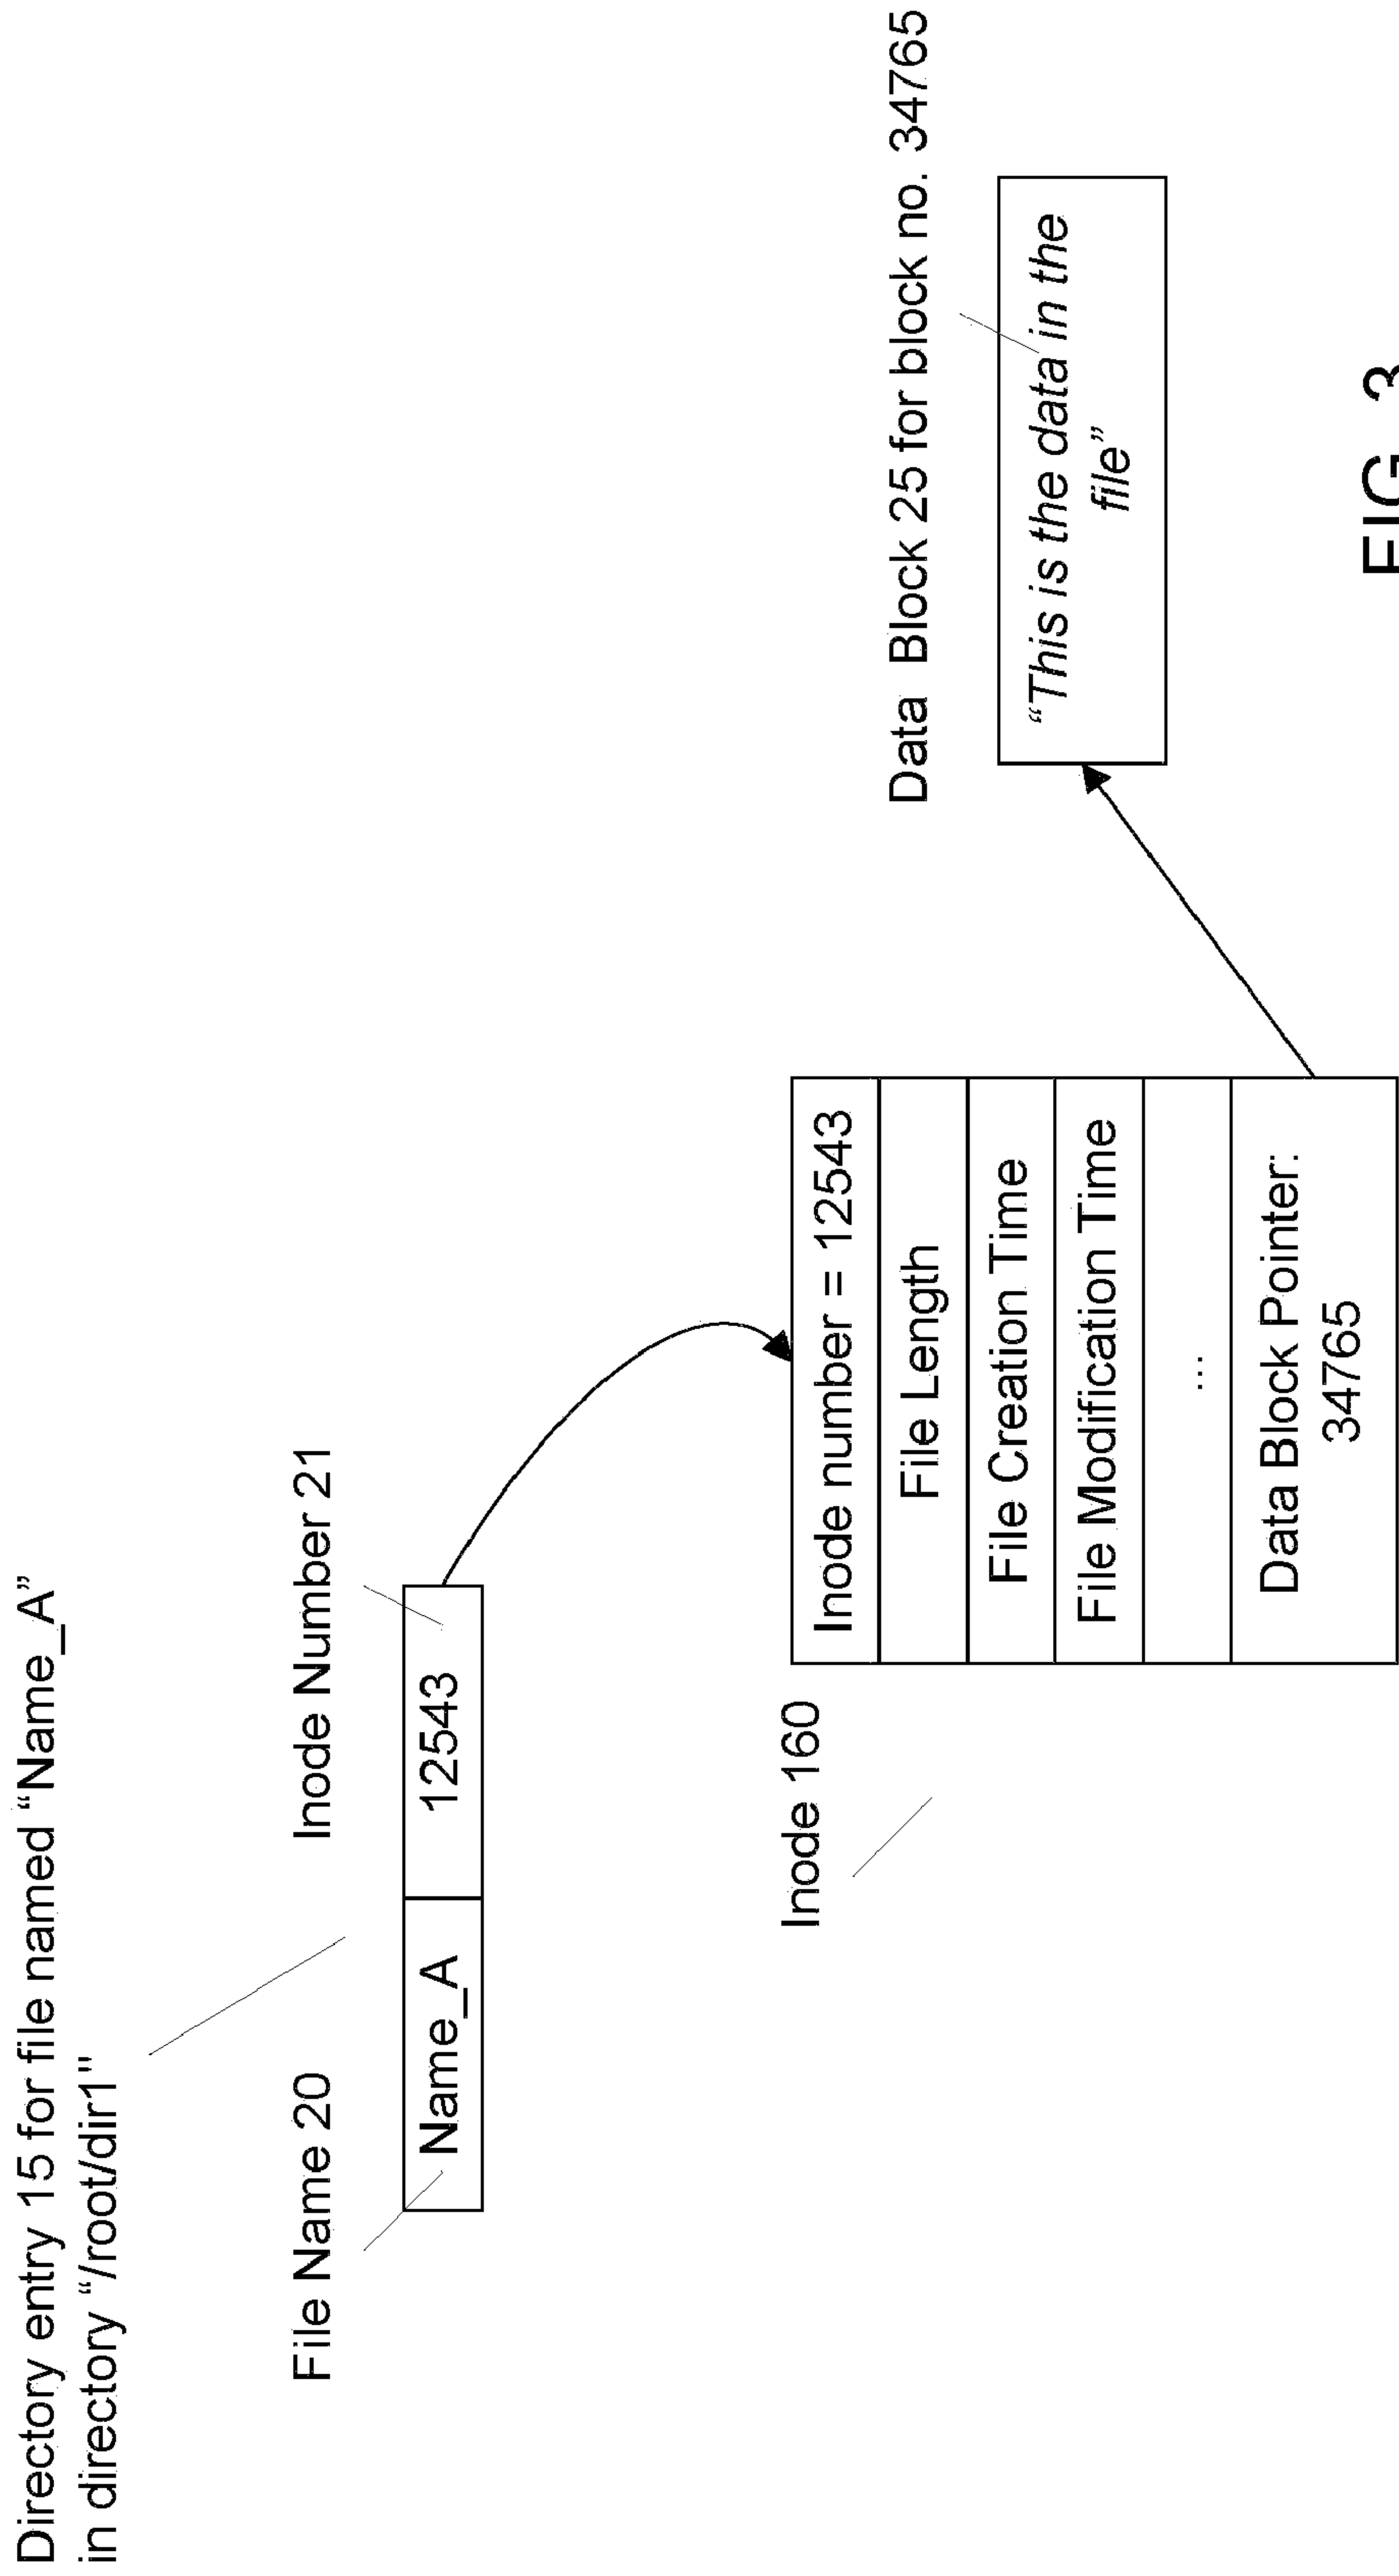 Directory entry 15 for file named “Name_A”
in directory “/root/dir1"
File Name 20
Inode Number 21
Name_A
12543
Inode 160
Inode number = 12543
File Length
File Creation Time
File Modification Time
...
Data Block Pointer:
34765
Data Block 25 for block no. 34765
“This is the data in the
file”
FIG. 3